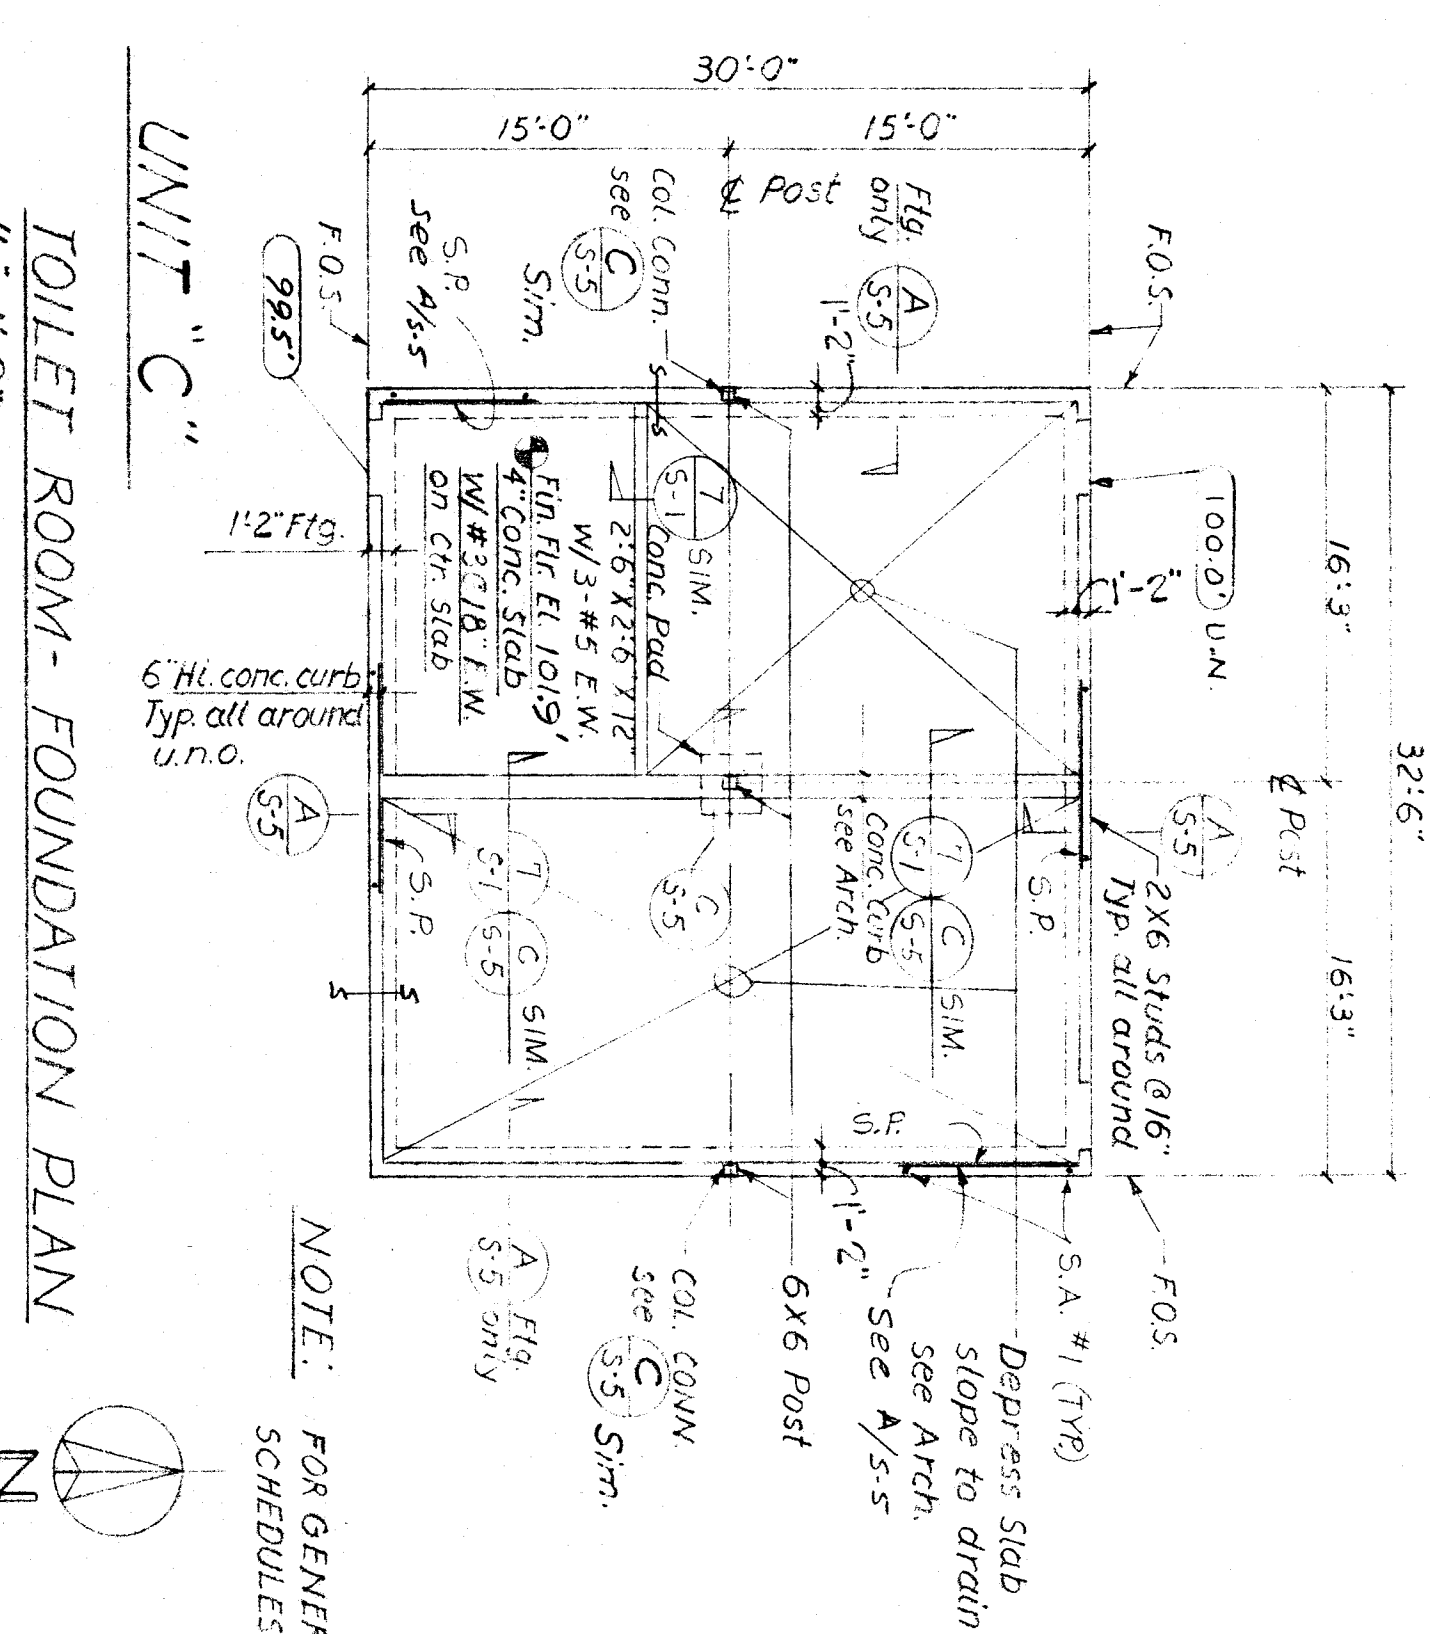 32'-6"
16'-3"
16'-3"
₵ Post
F.O.S.
F.O.S.
100.0' U.N.
1'-2"
A
S-5
2X6 Studs @16"
Typ. all around
S.A. #1 (TYP.)
Depress Slab
slope to drain
see Arch.
see A/S-5
1'-2"
S.P.
S.P.
30'-0"
15'-0"
15'-0"
₵ Post
Ftg.
only
A
S-5
1'-2"
Col. Conn.
see
C
S-5
Sim.
S.P.
see A/S-5
F.O.S.
99.5'
7
S-1
SIM.
Conc. Pad
2'-6" X 2'-6" X 12"
W/3-#5 E.W.
Fin. Flr. El. 101.9'
4" Conc. Slab
W/ #3@18" E.W.
on Ctr. Slab
7
S-1
C
S-5
SIM.
Conc. Curb
see Arch.
C
S-5
7
S-1
C
S-5
SIM.
S.P.
6X6 Post
COL. CONN.
see
C
S-5
Sim.
A
S-5
Ftg.
only
1'-2" Ftg.
6" Hi. conc. curb
Typ. all around
u.n.o.
A
S-5
UNIT "C"
TOILET ROOM- FOUNDATION PLAN
NOTE: FOR GENER
SCHEDULES
N